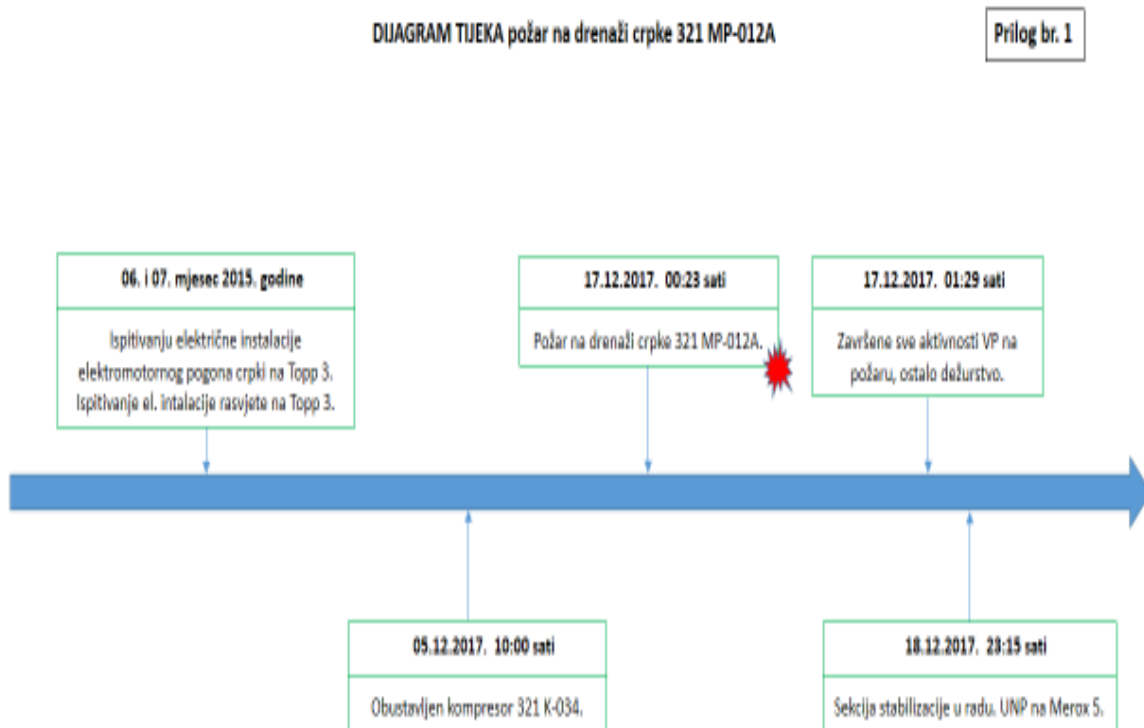 DIJAGRAM TIJEKA požar na drenaži crpke 321 MP-012A
Prilog br. 1
06. i 07. mjesec 2015. godine
Ispitivanju električne instalacije
elektromotornog pogona crpki na Topp 3.
Ispitivanje el. intalacije rasvjete na Topp 3.
17.12.2017. 00:23 sati
Požar na drenaži crpke 321 MP-012A.
17.12.2017. 01:29 sati
Završene sve aktivnosti VP na
požaru, ostalo dežurstvo.
05.12.2017. 10:00 sati
Obustavljen kompresor 321 K-034.
18.12.2017. 23:15 sati
Sekcija stabilizacije u radu. UNP na Merox 5.